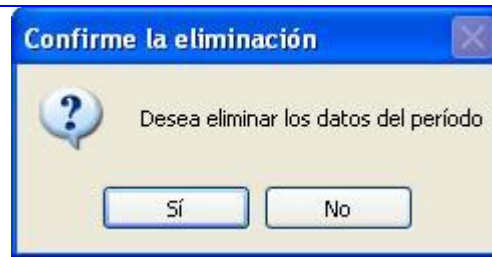 Confirme la eliminación
Desea eliminar los datos del período
Sí
No